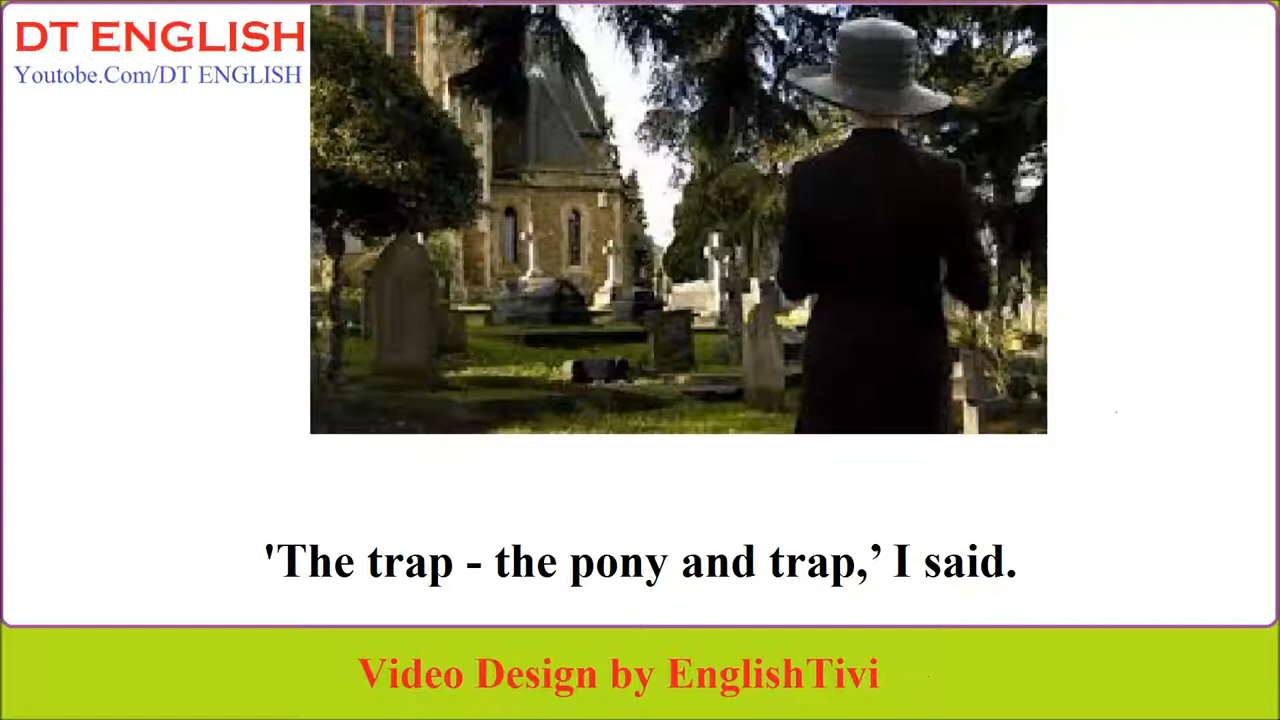 DT ENGLISH
Youtobe.Com/DT ENGLISH
'The trap - the pony and trap,’ I said.
Video Design by EnglishTivi